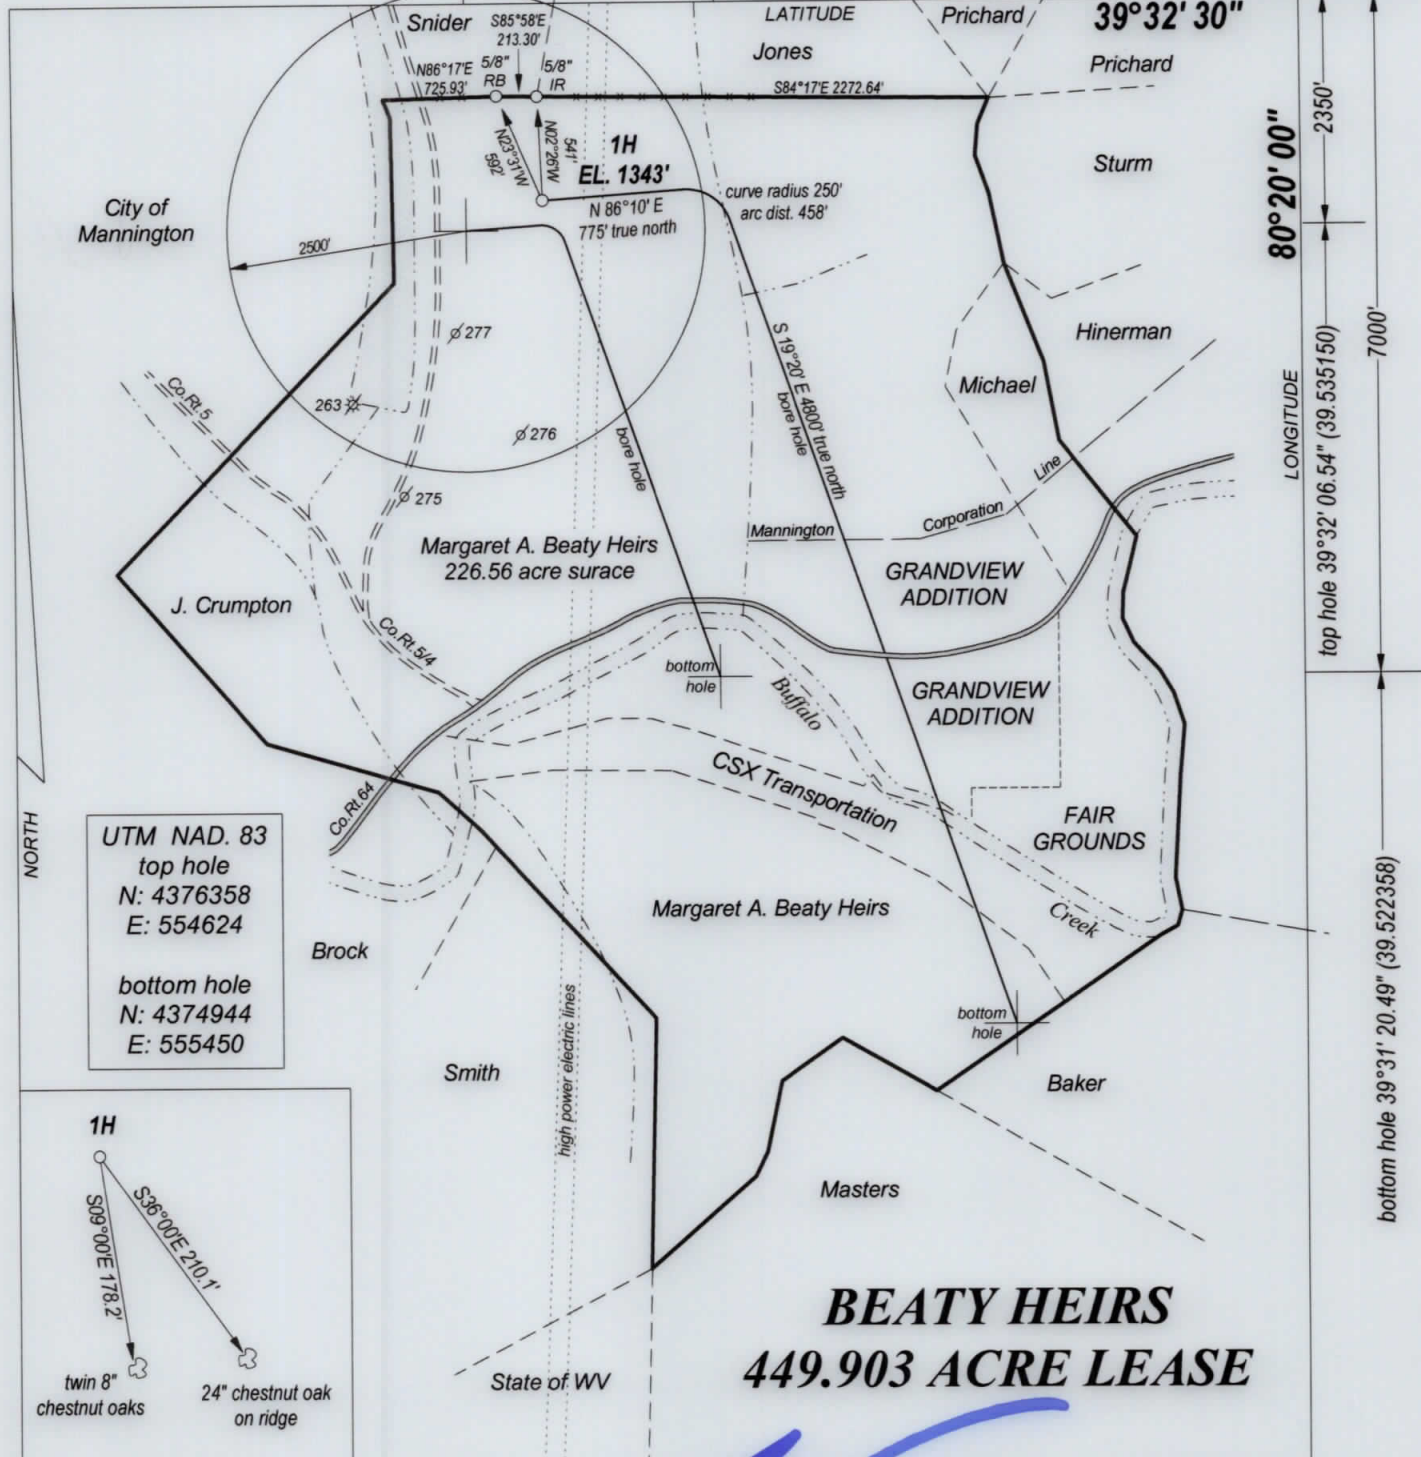 Snider
S85°58'E
213.30'
LATITUDE
Prichard
39°32' 30"
Jones
Prichard
N86°17'E
725.93'
5/8"
RB
5/8"
IR
S84°17'E 2272.64'
2350'
7000'
80°20' 00"
N23°31'W
592'
N02°26'W
541'
1H
EL. 1343'
N 86°10' E
775' true north
curve radius 250'
arc dist. 458'
Sturm
City of
Mannington
2500'
277
263
276
275
Co.Rt.5
bore hole
S 19°20' E 4800' true north
bore hole
Hinerman
Michael
LONGITUDE
top hole 39°32' 06.54" (39.535150)
Mannington
Corporation
Line
Margaret A. Beaty Heirs
226.56 acre surace
GRANDVIEW
ADDITION
J. Crumpton
Co.Rt.5/4
bottom
hole
Buffalo
GRANDVIEW
ADDITION
CSX Transportation
Co.Rt.64
FAIR
GROUNDS
NORTH
UTM NAD. 83
top hole
N: 4376358
E: 554624
bottom hole
N: 4374944
E: 555450
Margaret A. Beaty Heirs
Creek
Brock
bottom
hole
high power electric lines
Smith
Baker
bottom hole 39°31' 20.49" (39.522358)
1H
S09°00'E 178.2'
S36°00'E 210.1'
twin 8"
chestnut oaks
24" chestnut oak
on ridge
Masters
State of WV
BEATY HEIRS
449.903 ACRE LEASE